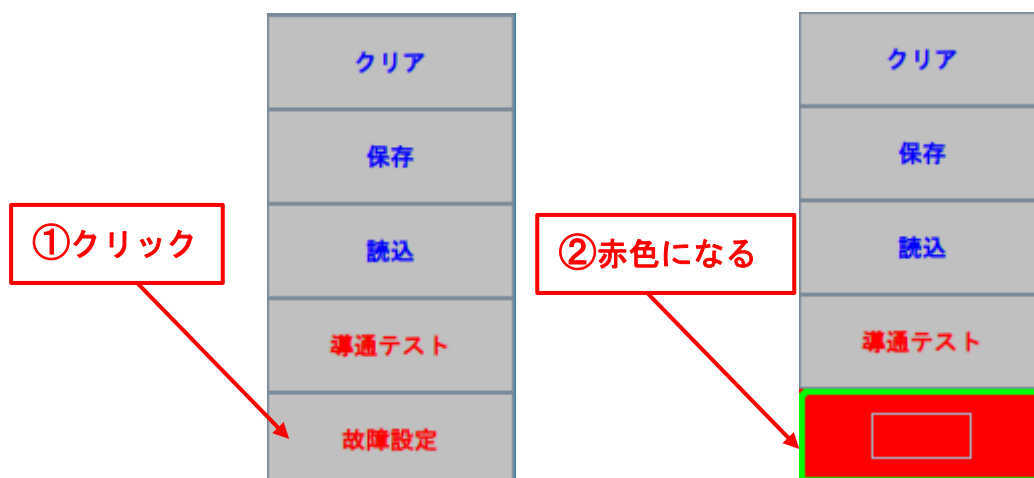 クリア
保存
読込
導通テスト
故障設定
①クリック
クリア
保存
読込
導通テスト
②赤色になる